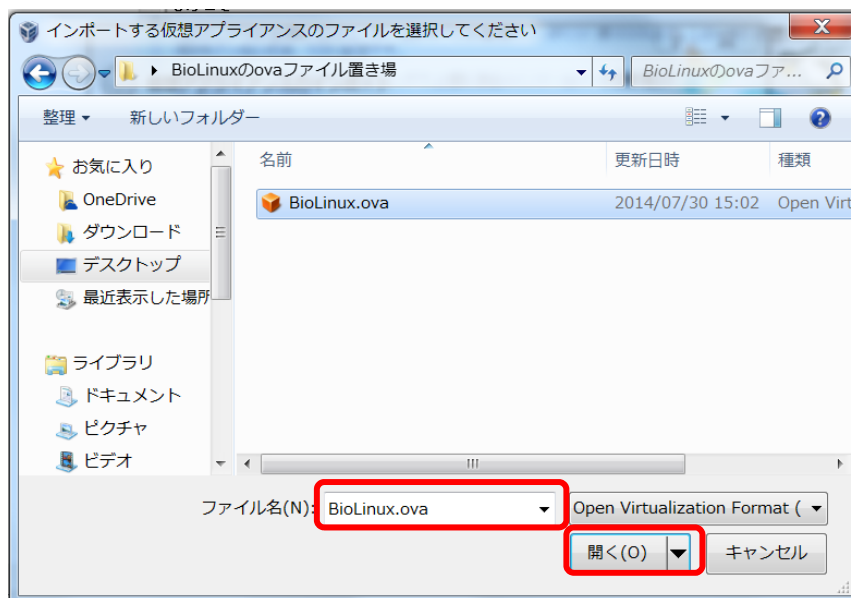 インポートする仮想アプライアンスのファイルを選択してください
BioLinuxのovaファイル置き場
BioLinuxのovaファ...
整理
新しいフォルダー
お気に入り
OneDrive
ダウンロード
デスクトップ
最近表示した場所
ライブラリ
ドキュメント
ピクチャ
ビデオ
名前 更新日時 種類
BioLinux.ova 2014/07/30 15:02 Open Virt
ファイル名(N): BioLinux.ova Open Virtualization Format (
開く(O) キャンセル